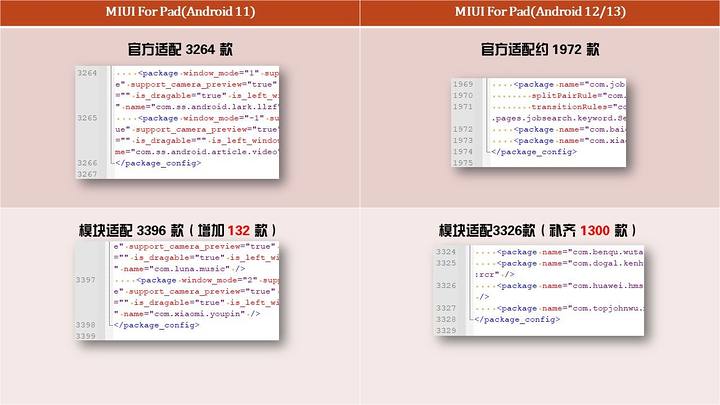 MIUI For Pad(Android 11)
MIUI For Pad(Android 12/13)
官方适配 3264 款
3264 ····<package·window_mode="1"·sup
e"·support_camera_preview="true"
=""·is_dragable="true"·is_left_wi
"·name="com.ss.android.lark.llzf"
3265 ····<package·window_mode="-1"·su
ue"·support_camera_preview="true"
=""·is_dragable=""·is_left_window
me="com.ss.android.article.video"
3266 </package_config>
3267
官方适配约 1972 款
1969 ····<package·name="com.job
1970 ········splitPairRule="com.
1971 ········transitionRules="co
.pages.jobsearch.keyword.Se
1972 ····<package·name="com.bai
1973 ····<package·name="com.xia
1974 </package_config>
1975
模块适配 3396 款（增加 132 款）
e"·support_camera_preview="true"
=""·is_dragable="true"·is_left_wi
"·name="com.luna.music"·/>
3397 ····<package·window_mode="2"·sup
e"·support_camera_preview="true"
=""·is_dragable="true"·is_left_wi
"·name="com.xiaomi.youpin"·/>
3398 </package_config>
3399
模块适配3326款（补齐 1300 款）
3324 ····<package·name="com.benqu.wuta
3325 ····<package·name="com.dogal.kenh
:rcr"·/>
3326 ····<package·name="com.huawei.hms
·/>
3327 ····<package·name="com.topjohnwu.
3328 </package_config>
3329